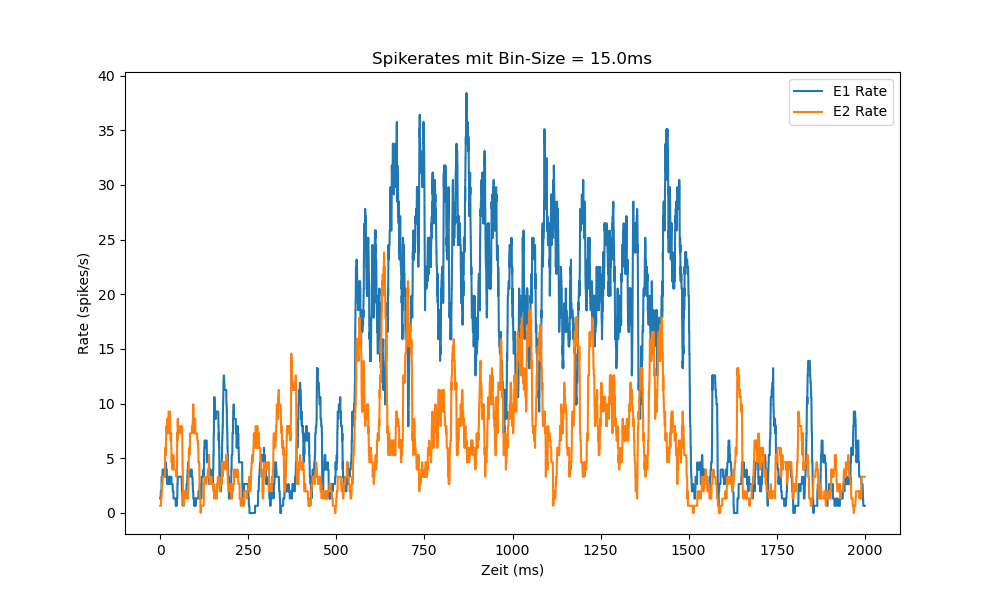 Spikerates mit Bin-Size = 15.0ms
E1 Rate
E2 Rate
Rate (spikes/s)
40
35
30
25
20
15
10
5
0
0 250 500 750 1000 1250 1500 1750 2000
Zeit (ms)